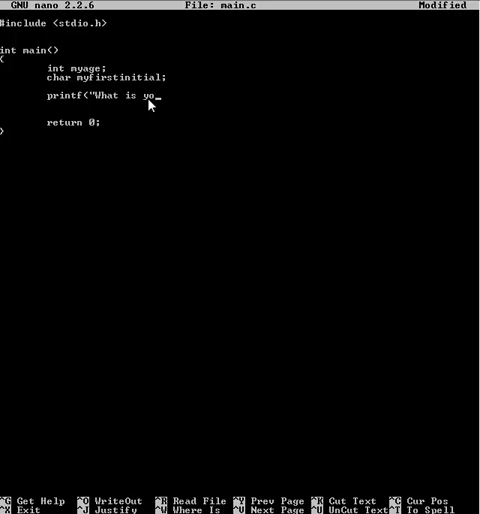 GNU nano 2.2.6 File: main.c Modified
#include <stdio.h>
int main()
{
int myage;
char myfirstinitial;
printf("What is yo_
return 0;
}
^G Get Help ^O WriteOut ^R Read File ^Y Prev Page ^K Cut Text ^C Cur Pos
^X Exit ^J Justify ^W Where Is ^V Next Page ^U UnCut Text ^T To Spell